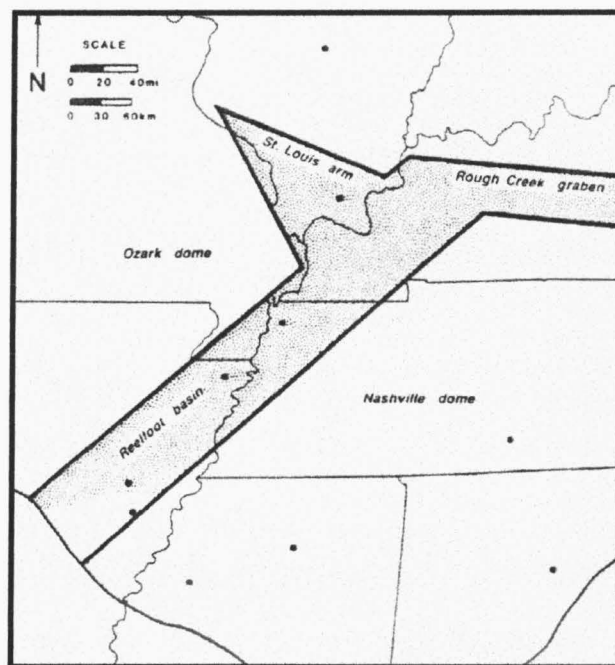 SCALE
0 20 40mi
0 30 60km
N
St. Louis arm
Rough Creek graben
Ozark dome
Reelfoot basin
Nashville dome